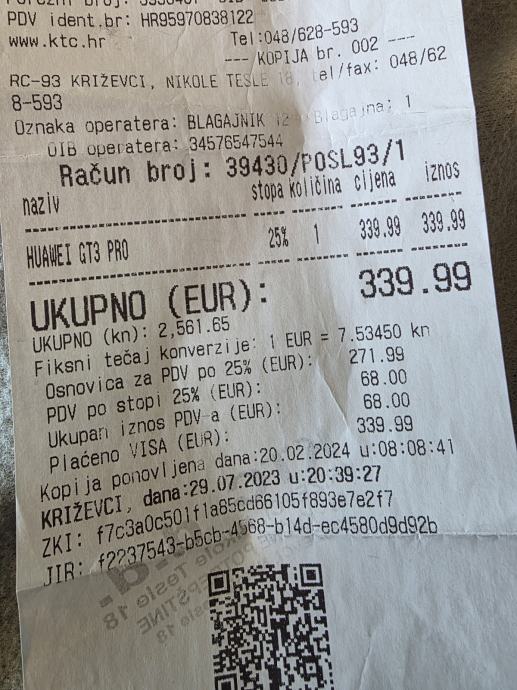 PDV ident.br: HR95970838122
www.ktc.hr Tel:048/628-593
--- KOPIJA br. 002 ---
RC-93 KRIŽEVCI, NIKOLE TESLE 18, tel/fax: 048/62
8-593
Oznaka operatera: BLAGAJNIK 12 Blagajna: 1
OIB operatera: 34576547544
Račun broj: 39430/POSL93/1
naziv stopa količina cijena iznos
HUAWEI GT3 PRO 25% 1 339.99 339.99
UKUPNO (EUR): 339.99
UKUPNO (kn): 2,561.65
Fiksni tečaj konverzije: 1 EUR = 7.53450 kn
Osnovica za PDV po 25% (EUR): 271.99
PDV po stopi 25% (EUR): 68.00
Ukupan iznos PDV-a (EUR): 68.00
Plaćeno VISA (EUR): 339.99
Kopija ponovljena dana:20.02.2024 u:08:08:41
KRIŽEVCI, dana:29.07.2023 u:20:39:27
ZKI: f7c3a0c501f1a85cd66105f893e7e2f7
JIR: f2237543-b5cb-4568-b14d-ec4580d9d92b